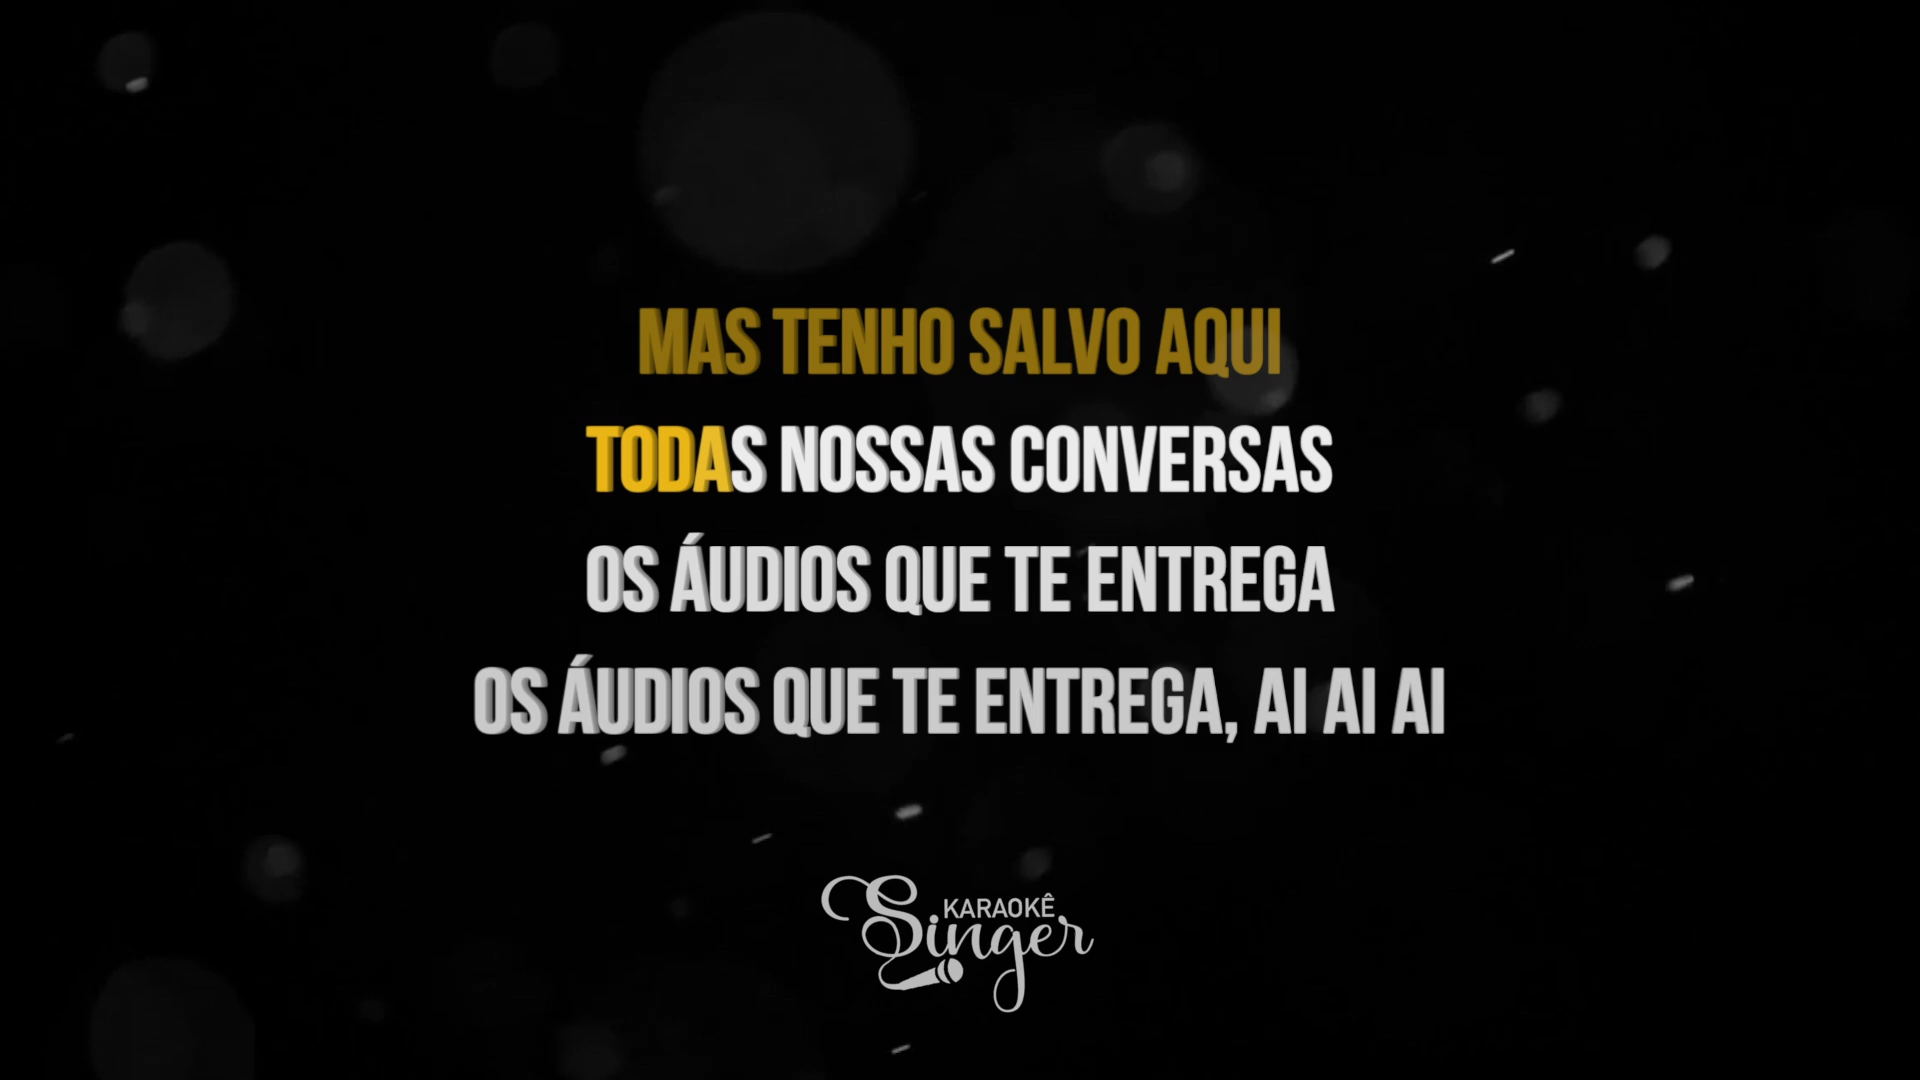 MAS TENHO SALVO AQUI
TODAS NOSSAS CONVERSAS
OS ÁUDIOS QUE TE ENTREGA
OS ÁUDIOS QUE TE ENTREGA, AI AI AI
KARAOKÊ
Singer